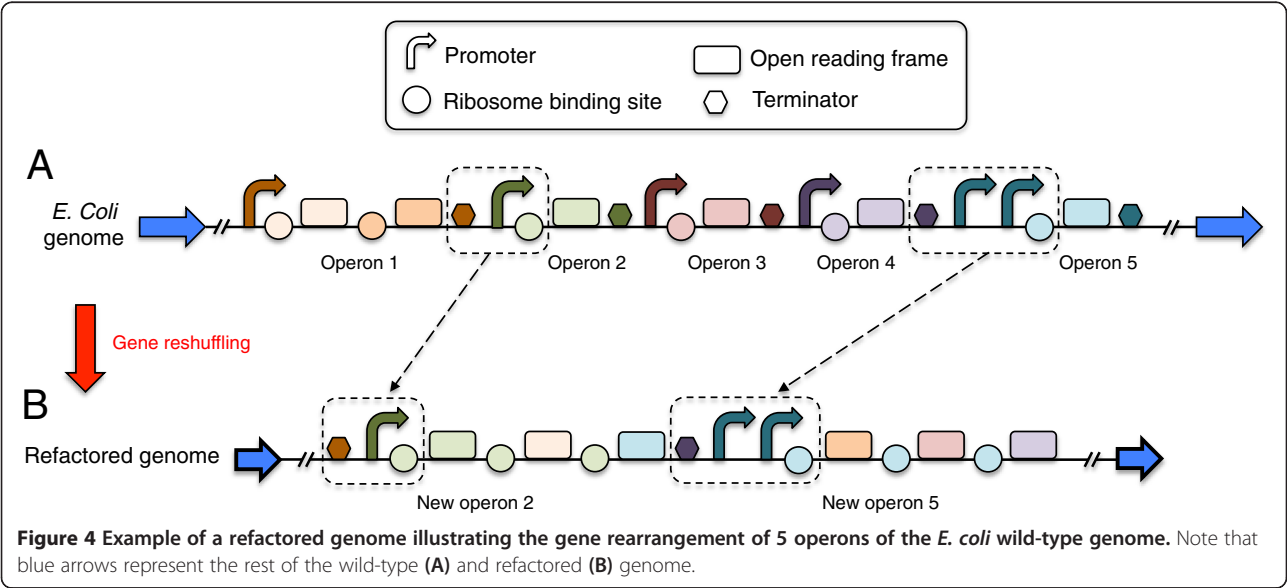 Promoter
Open reading frame
Ribosome binding site
Terminator
A
E. Coli
genome
Operon 1
Operon 2
Operon 3
Operon 4
Operon 5
Gene reshuffling
B
Refactored genome
New operon 2
New operon 5
Figure 4 Example of a refactored genome illustrating the gene rearrangement of 5 operons of the E. coli wild-type genome. Note that
blue arrows represent the rest of the wild-type (A) and refactored (B) genome.